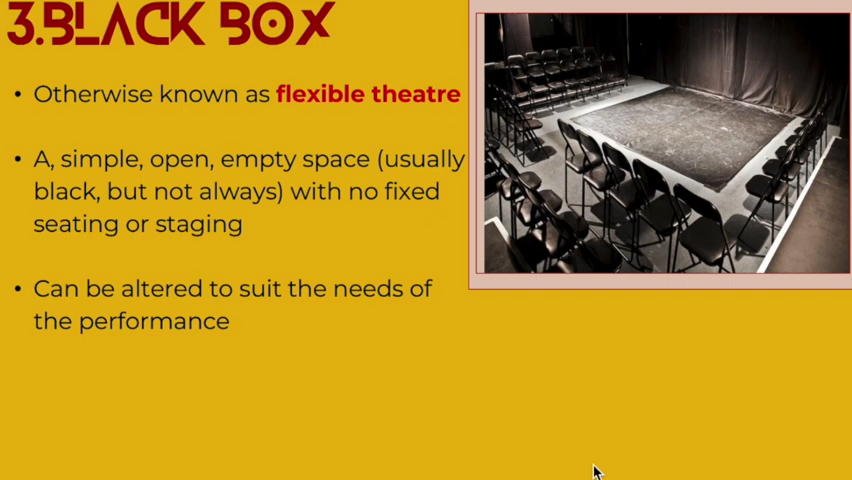 3.BLACK BOX
• Otherwise known as flexible theatre
• A, simple, open, empty space (usually
black, but not always) with no fixed
seating or staging
• Can be altered to suit the needs of
the performance